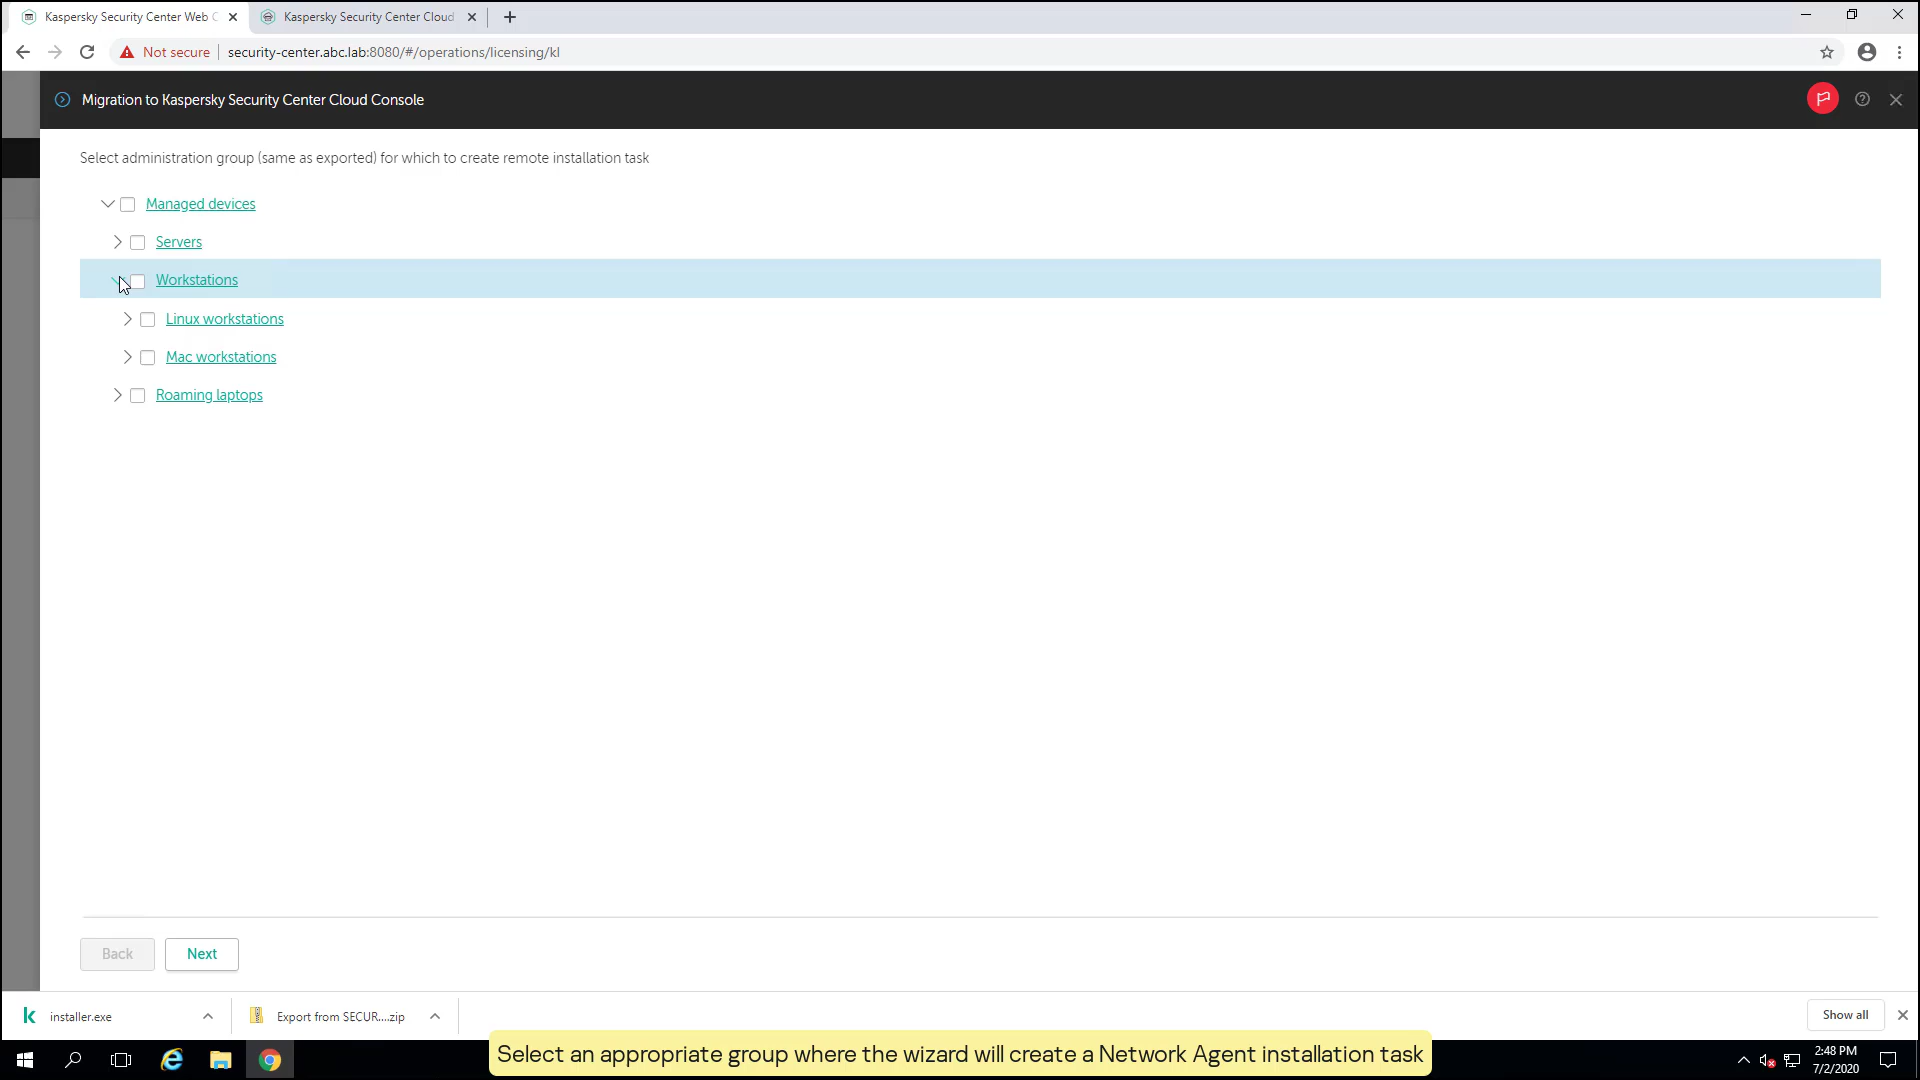 Kaspersky Security Center Web C
Kaspersky Security Center Cloud
Not secure
security-center.abc.lab:8080/#/operations/licensing/kl
Migration to Kaspersky Security Center Cloud Console
Select administration group (same as exported) for which to create remote installation task
Managed devices
Servers
Workstations
Linux workstations
Mac workstations
Roaming laptops
Back
Next
installer.exe
Export from SECUR....zip
Show all
Select an appropriate group where the wizard will create a Network Agent installation task
2:48 PM
7/2/2020